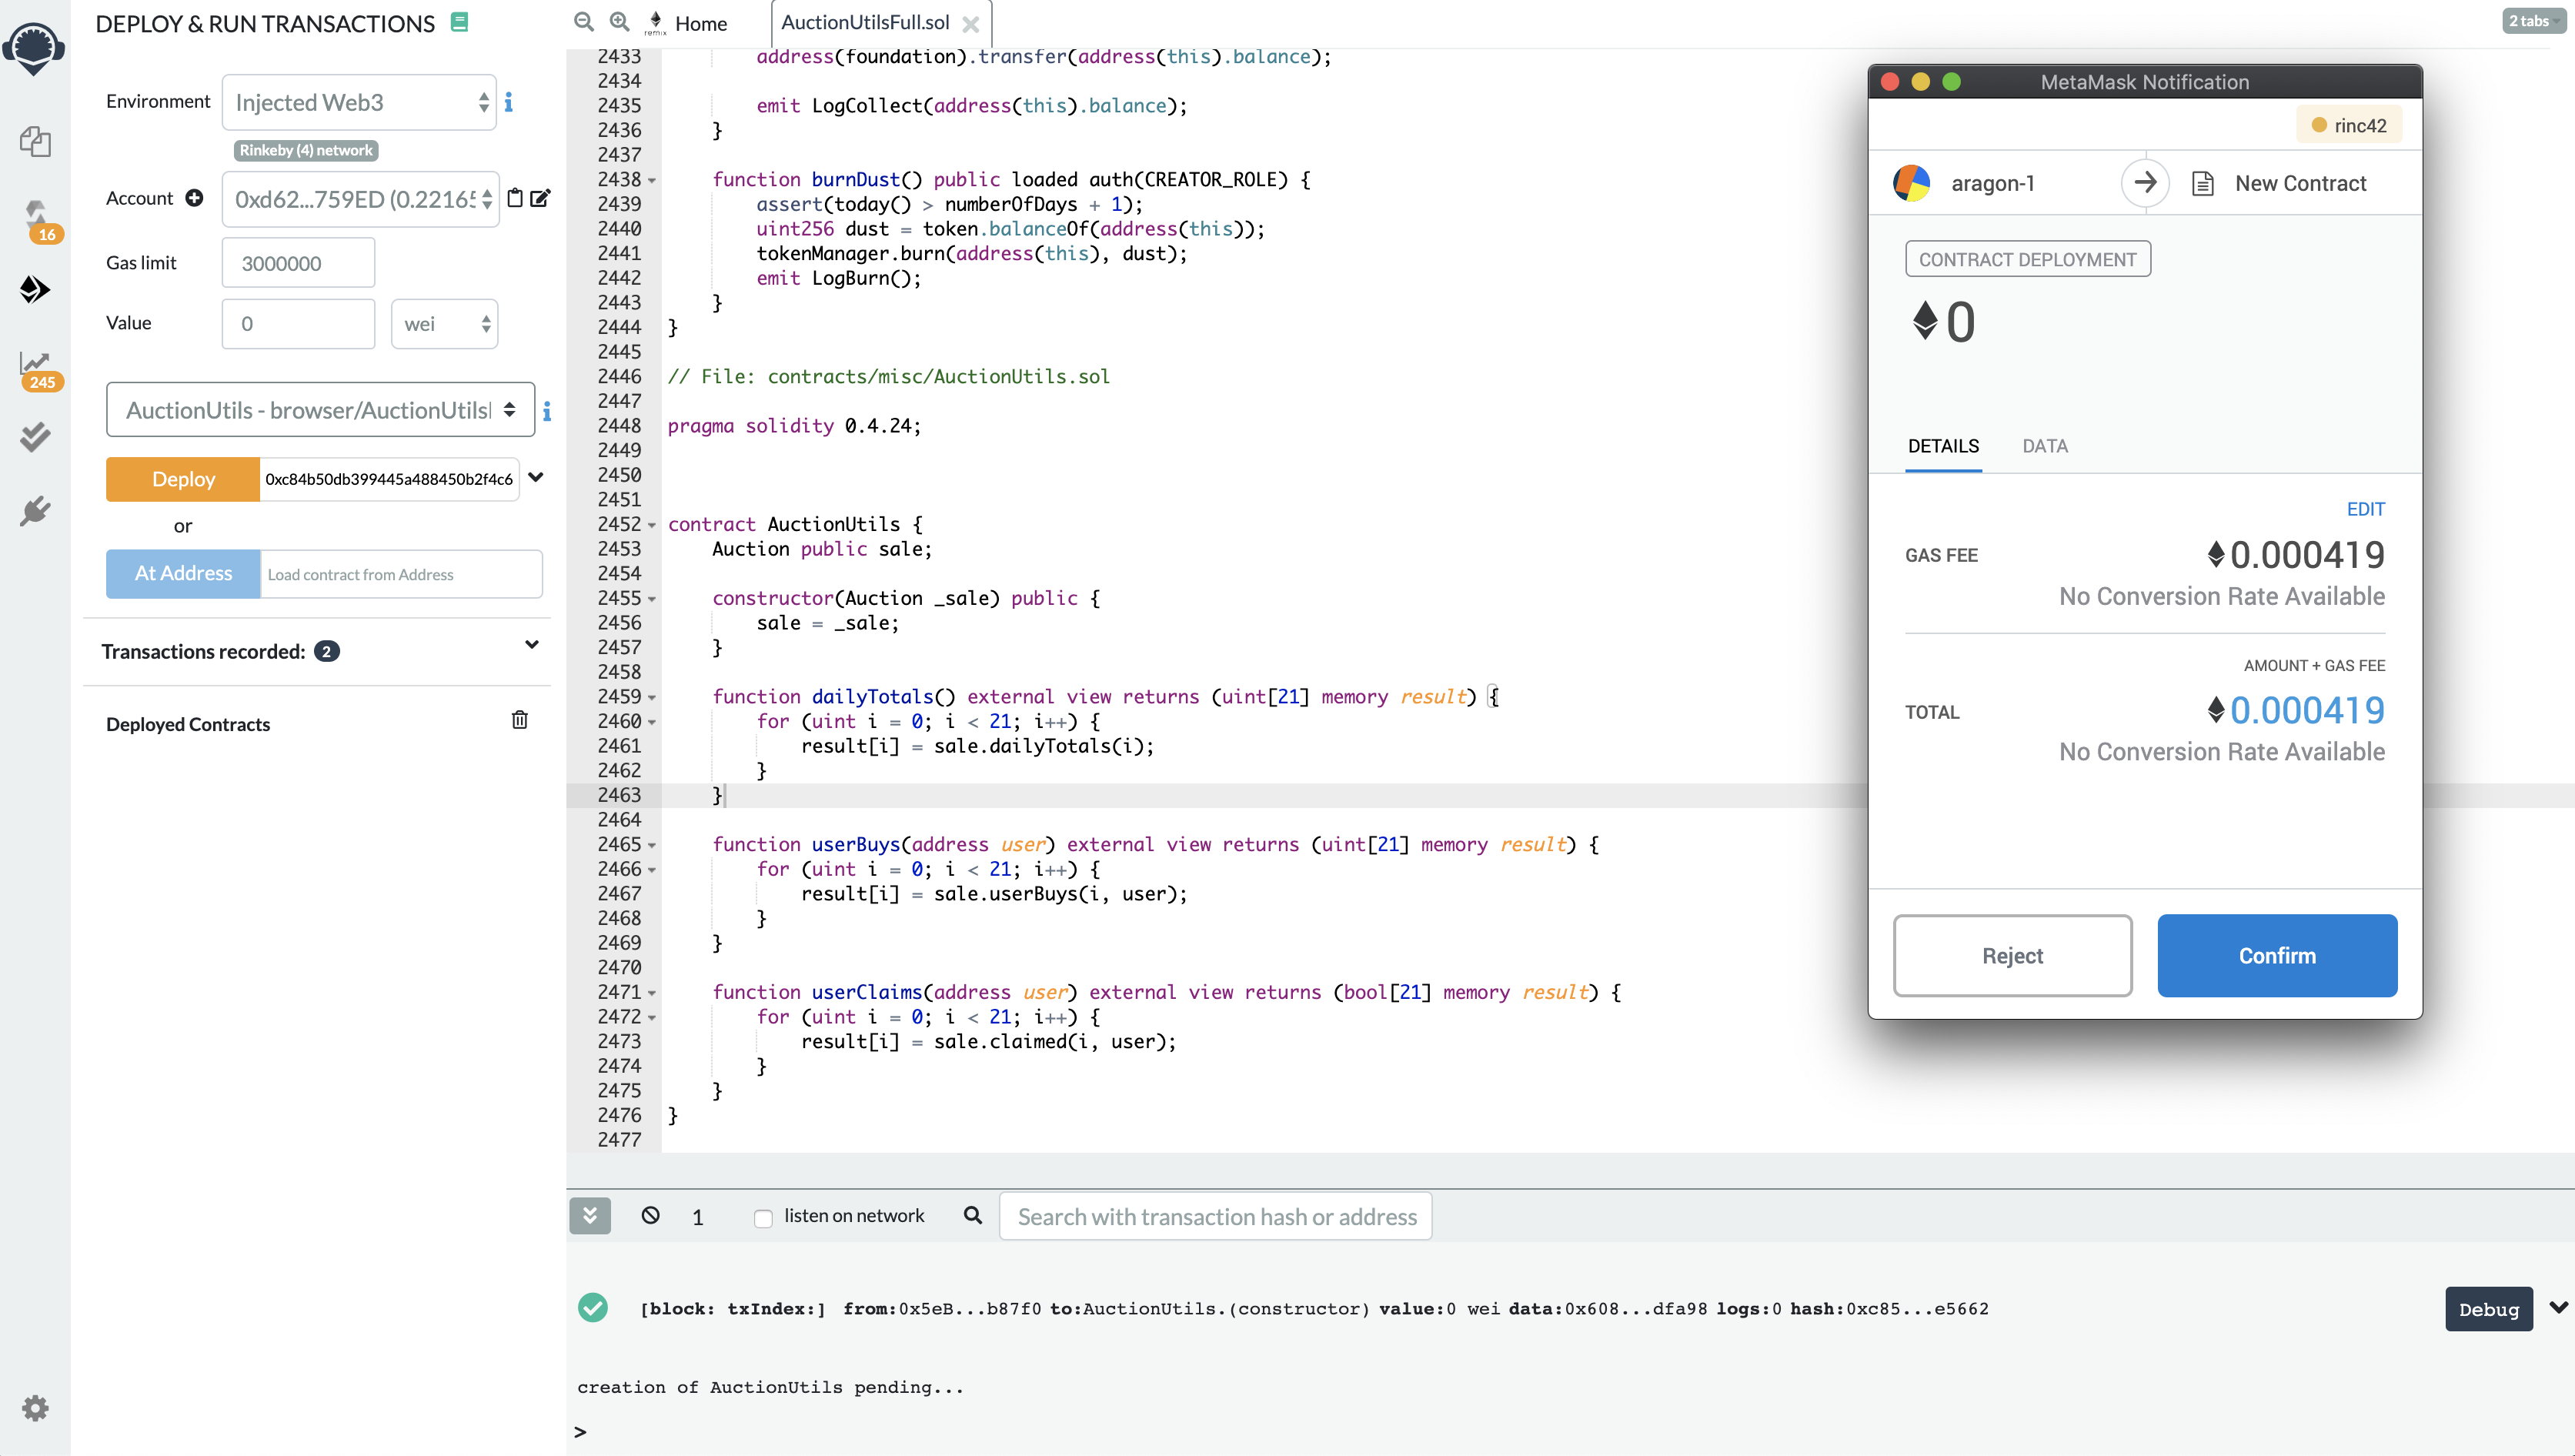 DEPLOY & RUN TRANSACTIONS
Environment
Injected Web3
Rinkeby (4) network
Account
0xd62...759ED (0.22165
Gas limit
3000000
Value
0
wei
AuctionUtils - browser/AuctionUtils
Deploy
0xc84b50db399445a488450b2f4c6
or
At Address
Load contract from Address
Transactions recorded:
2
Deployed Contracts
16
245
remix
Home
AuctionUtilsFull.sol
2 tabs
2433 address(foundation).transfer(address(this).balance);
2434
2435 emit LogCollect(address(this).balance);
2436 }
2437
2438 function burnDust() public loaded auth(CREATOR_ROLE) {
2439 assert(today() > numberOfDays + 1);
2440 uint256 dust = token.balanceOf(address(this));
2441 tokenManager.burn(address(this), dust);
2442 emit LogBurn();
2443 }
2444 }
2445
2446 // File: contracts/misc/AuctionUtils.sol
2447
2448 pragma solidity 0.4.24;
2449
2450
2451
2452 contract AuctionUtils {
2453 Auction public sale;
2454
2455 constructor(Auction _sale) public {
2456 sale = _sale;
2457 }
2458
2459 function dailyTotals() external view returns (uint[21] memory result) {
2460 for (uint i = 0; i < 21; i++) {
2461 result[i] = sale.dailyTotals(i);
2462 }
2463 }
2464
2465 function userBuys(address user) external view returns (uint[21] memory result) {
2466 for (uint i = 0; i < 21; i++) {
2467 result[i] = sale.userBuys(i, user);
2468 }
2469 }
2470
2471 function userClaims(address user) external view returns (bool[21] memory result) {
2472 for (uint i = 0; i < 21; i++) {
2473 result[i] = sale.claimed(i, user);
2474 }
2475 }
2476 }
2477
MetaMask Notification
rinc42
aragon-1
New Contract
CONTRACT DEPLOYMENT
0
DETAILS
DATA
EDIT
GAS FEE
0.000419
No Conversion Rate Available
AMOUNT + GAS FEE
TOTAL
0.000419
No Conversion Rate Available
Reject
Confirm
1
listen on network
Search with transaction hash or address
[block: txIndex:] from:0x5eB...b87f0 to:AuctionUtils.(constructor) value:0 wei data:0x608...dfa98 logs:0 hash:0xc85...e5662
Debug
creation of AuctionUtils pending...
>